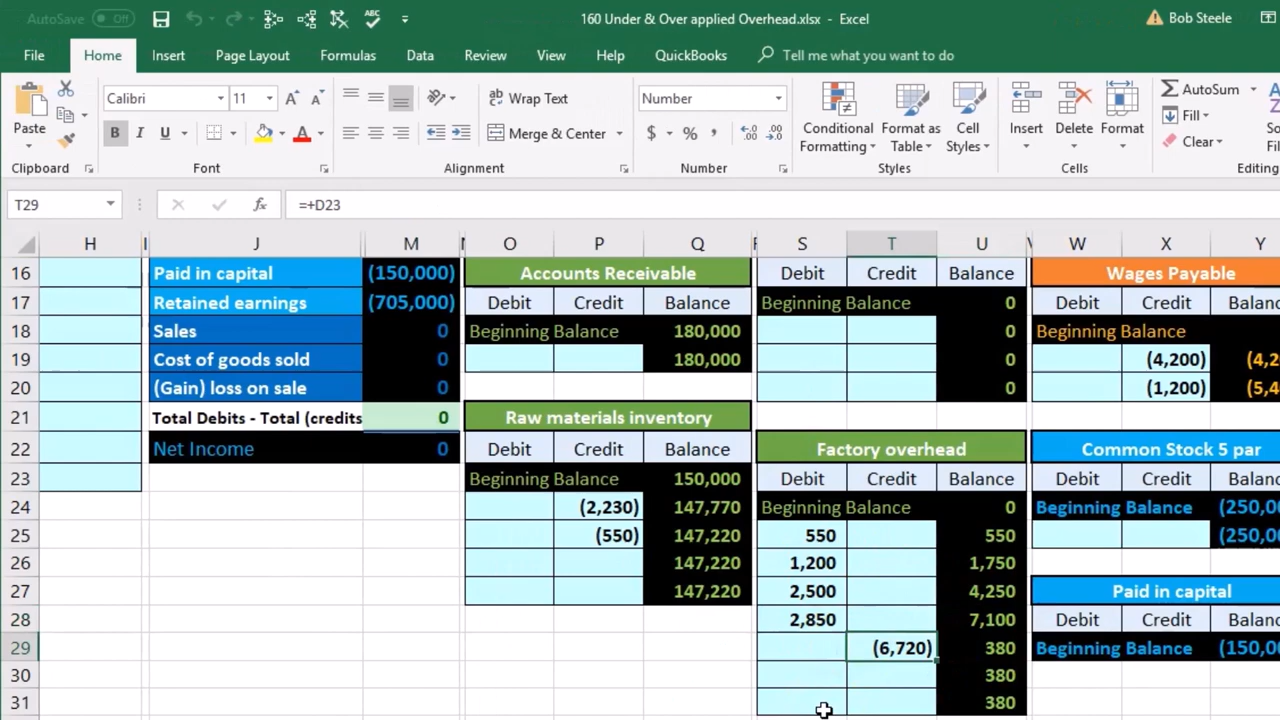 AutoSave Off 160 Under & Over applied Overhead.xlsx - Excel Bob Steele
File Home Insert Page Layout Formulas Data Review View Help QuickBooks Tell me what you want to do
Paste Calibri 11 Wrap Text Number Conditional Formatting Format as Table Cell Styles Insert Delete Format AutoSum
B I U Merge & Center $ % Fill
Clear
Clipboard Font Alignment Number Styles Cells Editing
T29 fx =+D23
H I J M O P Q S T U W X Y
16 Paid in capital (150,000) Accounts Receivable Debit Credit Balance Wages Payable
17 Retained earnings (705,000) Debit Credit Balance Beginning Balance 0 Debit Credit
18 Sales 0 Beginning Balance 180,000 0 Beginning Balance
19 Cost of goods sold 0 180,000 0 (4,200) (4,2
20 (Gain) loss on sale 0 0 (1,200) (5,4
21 Total Debits - Total (credits 0 Raw materials inventory
22 Net Income 0 Debit Credit Balance Factory overhead Common Stock 5 par
23 Beginning Balance 150,000 Debit Credit Balance Debit Credit
24 (2,230) 147,770 Beginning Balance 0 Beginning Balance (250,0
25 (550) 147,220 550 550 (250,0
26 147,220 1,200 1,750
27 147,220 2,500 4,250 Paid in capital
28 2,850 7,100 Debit Credit
29 (6,720) 380 Beginning Balance (150,0
30 380
31 380